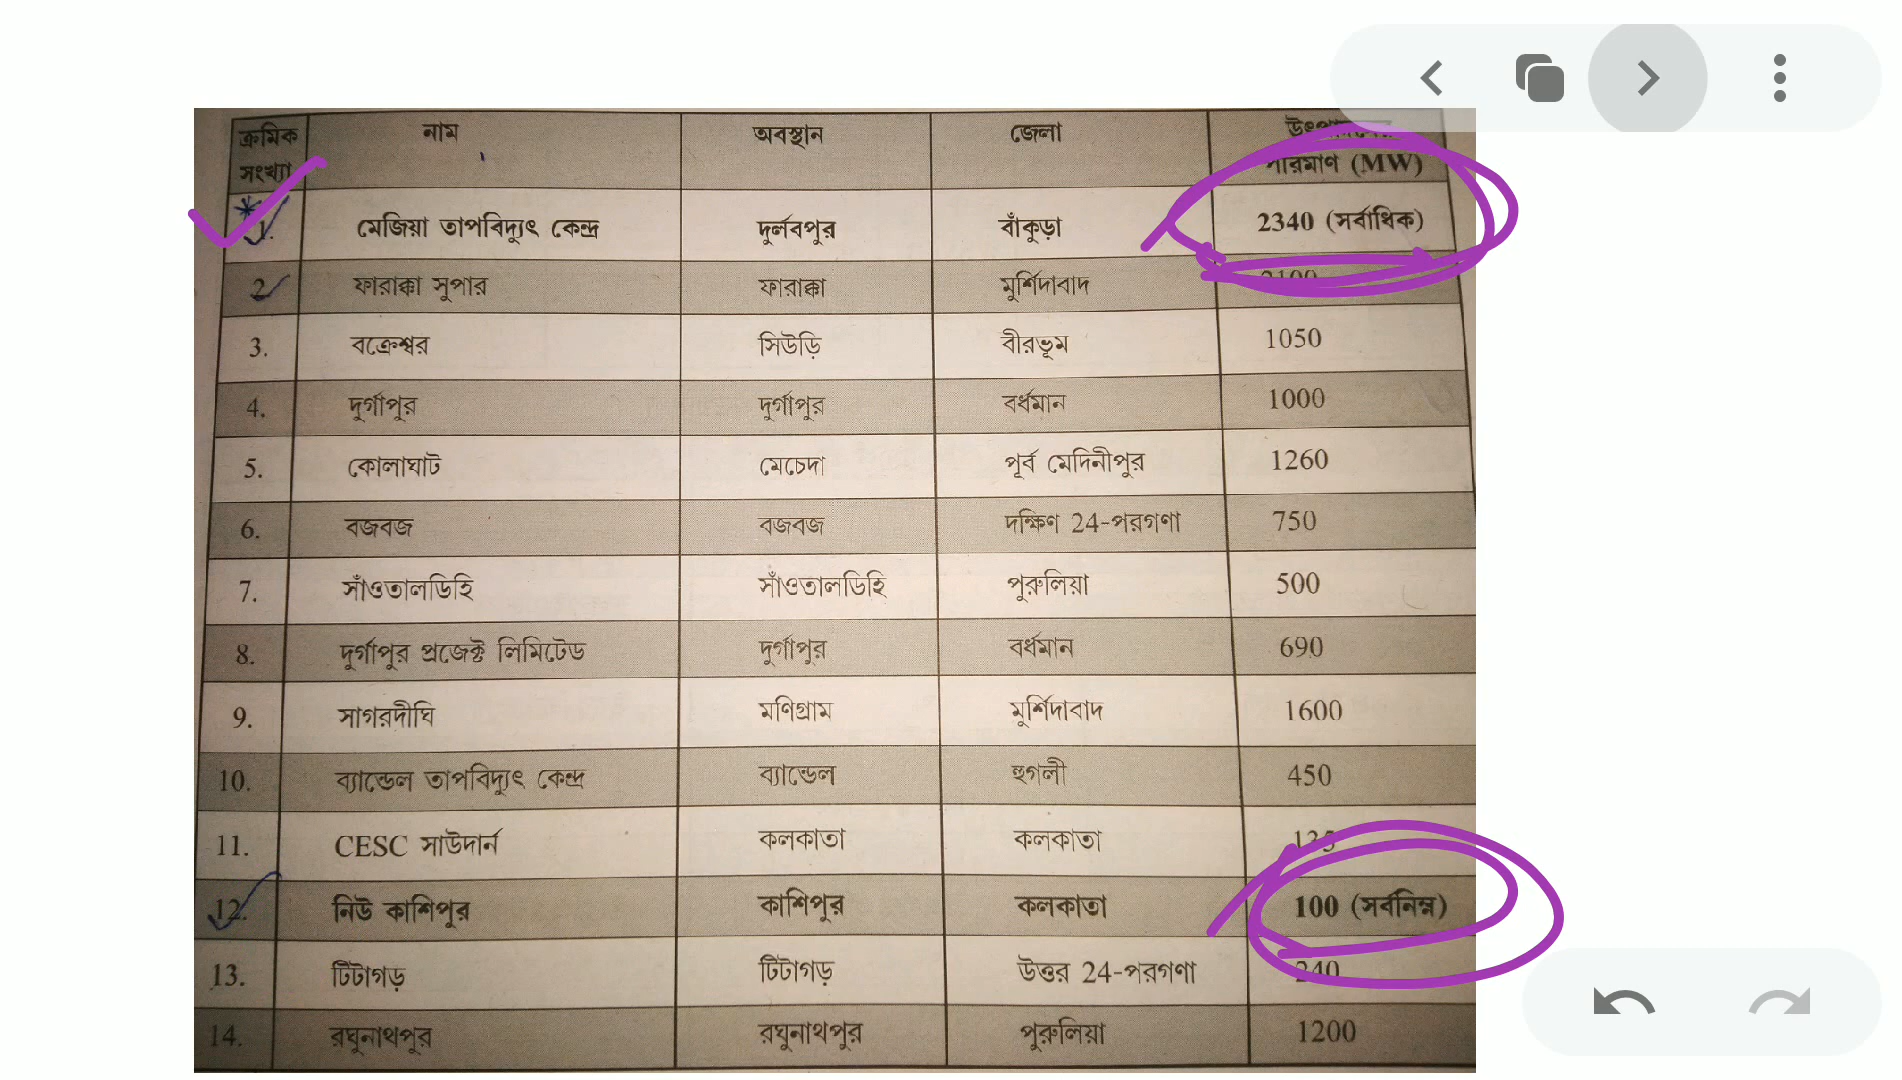 ক্রমিক সংখ্যা নাম অবস্থান জেলা উৎপাদনের পরিমাণ (MW)
1. মেজিয়া তাপবিদ্যুৎ কেন্দ্র দুর্লবপুর বাঁকুড়া 2340 (সর্বাধিক)
2. ফারাক্কা সুপার ফারাক্কা মুর্শিদাবাদ 2100
3. বক্রেশ্বর সিউড়ি বীরভূম 1050
4. দুর্গাপুর দুর্গাপুর বর্ধমান 1000
5. কোলাঘাট মেচেদা পূর্ব মেদিনীপুর 1260
6. বজবজ বজবজ দক্ষিণ 24-পরগণা 750
7. সাঁওতালডিহি সাঁওতালডিহি পুরুলিয়া 500
8. দুর্গাপুর প্রজেক্ট লিমিটেড দুর্গাপুর বর্ধমান 690
9. সাগরদীঘি মণিগ্রাম মুর্শিদাবাদ 1600
10. ব্যান্ডেল তাপবিদ্যুৎ কেন্দ্র ব্যান্ডেল হুগলী 450
11. CESC সাউদার্ন কলকাতা কলকাতা 135
12. নিউ কাশিপুর কাশিপুর কলকাতা 100 (সর্বনিম্ন)
13. টিটাগড় টিটাগড় উত্তর 24-পরগণা 240
14. রঘুনাথপুর রঘুনাথপুর পুরুলিয়া 1200